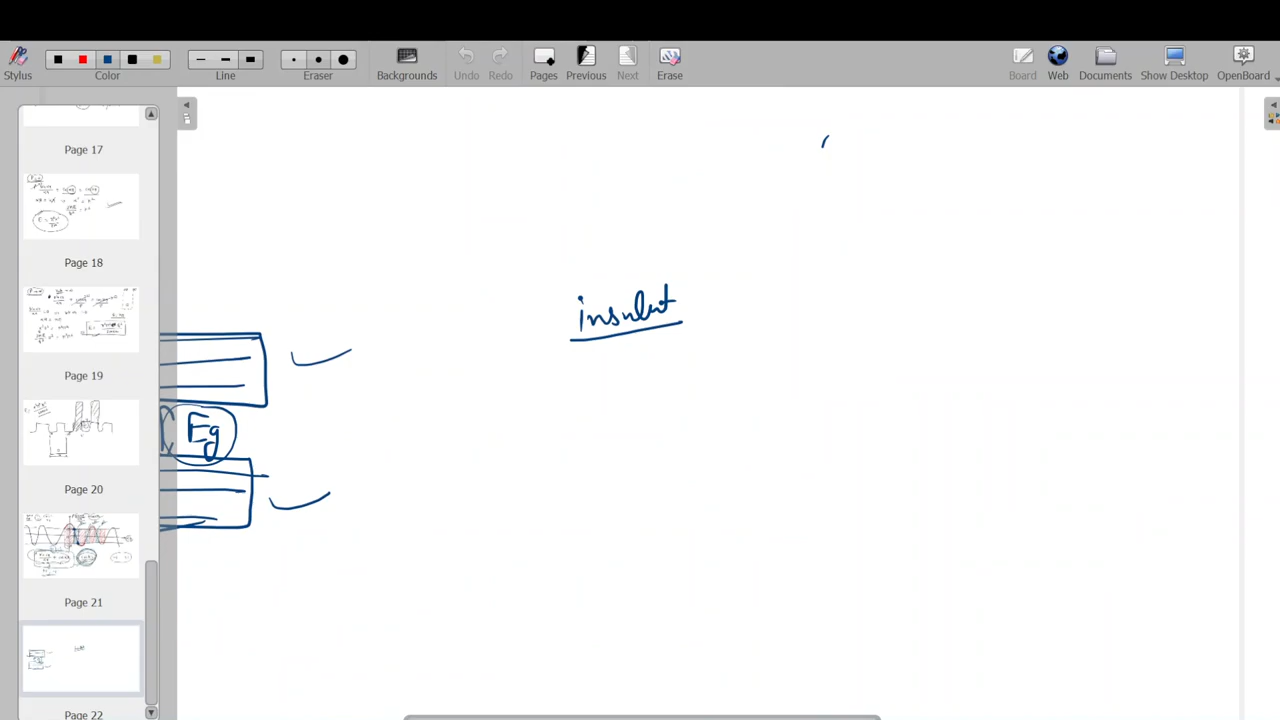 Stylus
Color
Line
Eraser
Backgrounds
Undo
Redo
Pages
Previous
Next
Erase
Board
Web
Documents
Show Desktop
OpenBoard
Page 17
Page 18
Page 19
Page 20
Page 21
Page 22
insulat
Eg